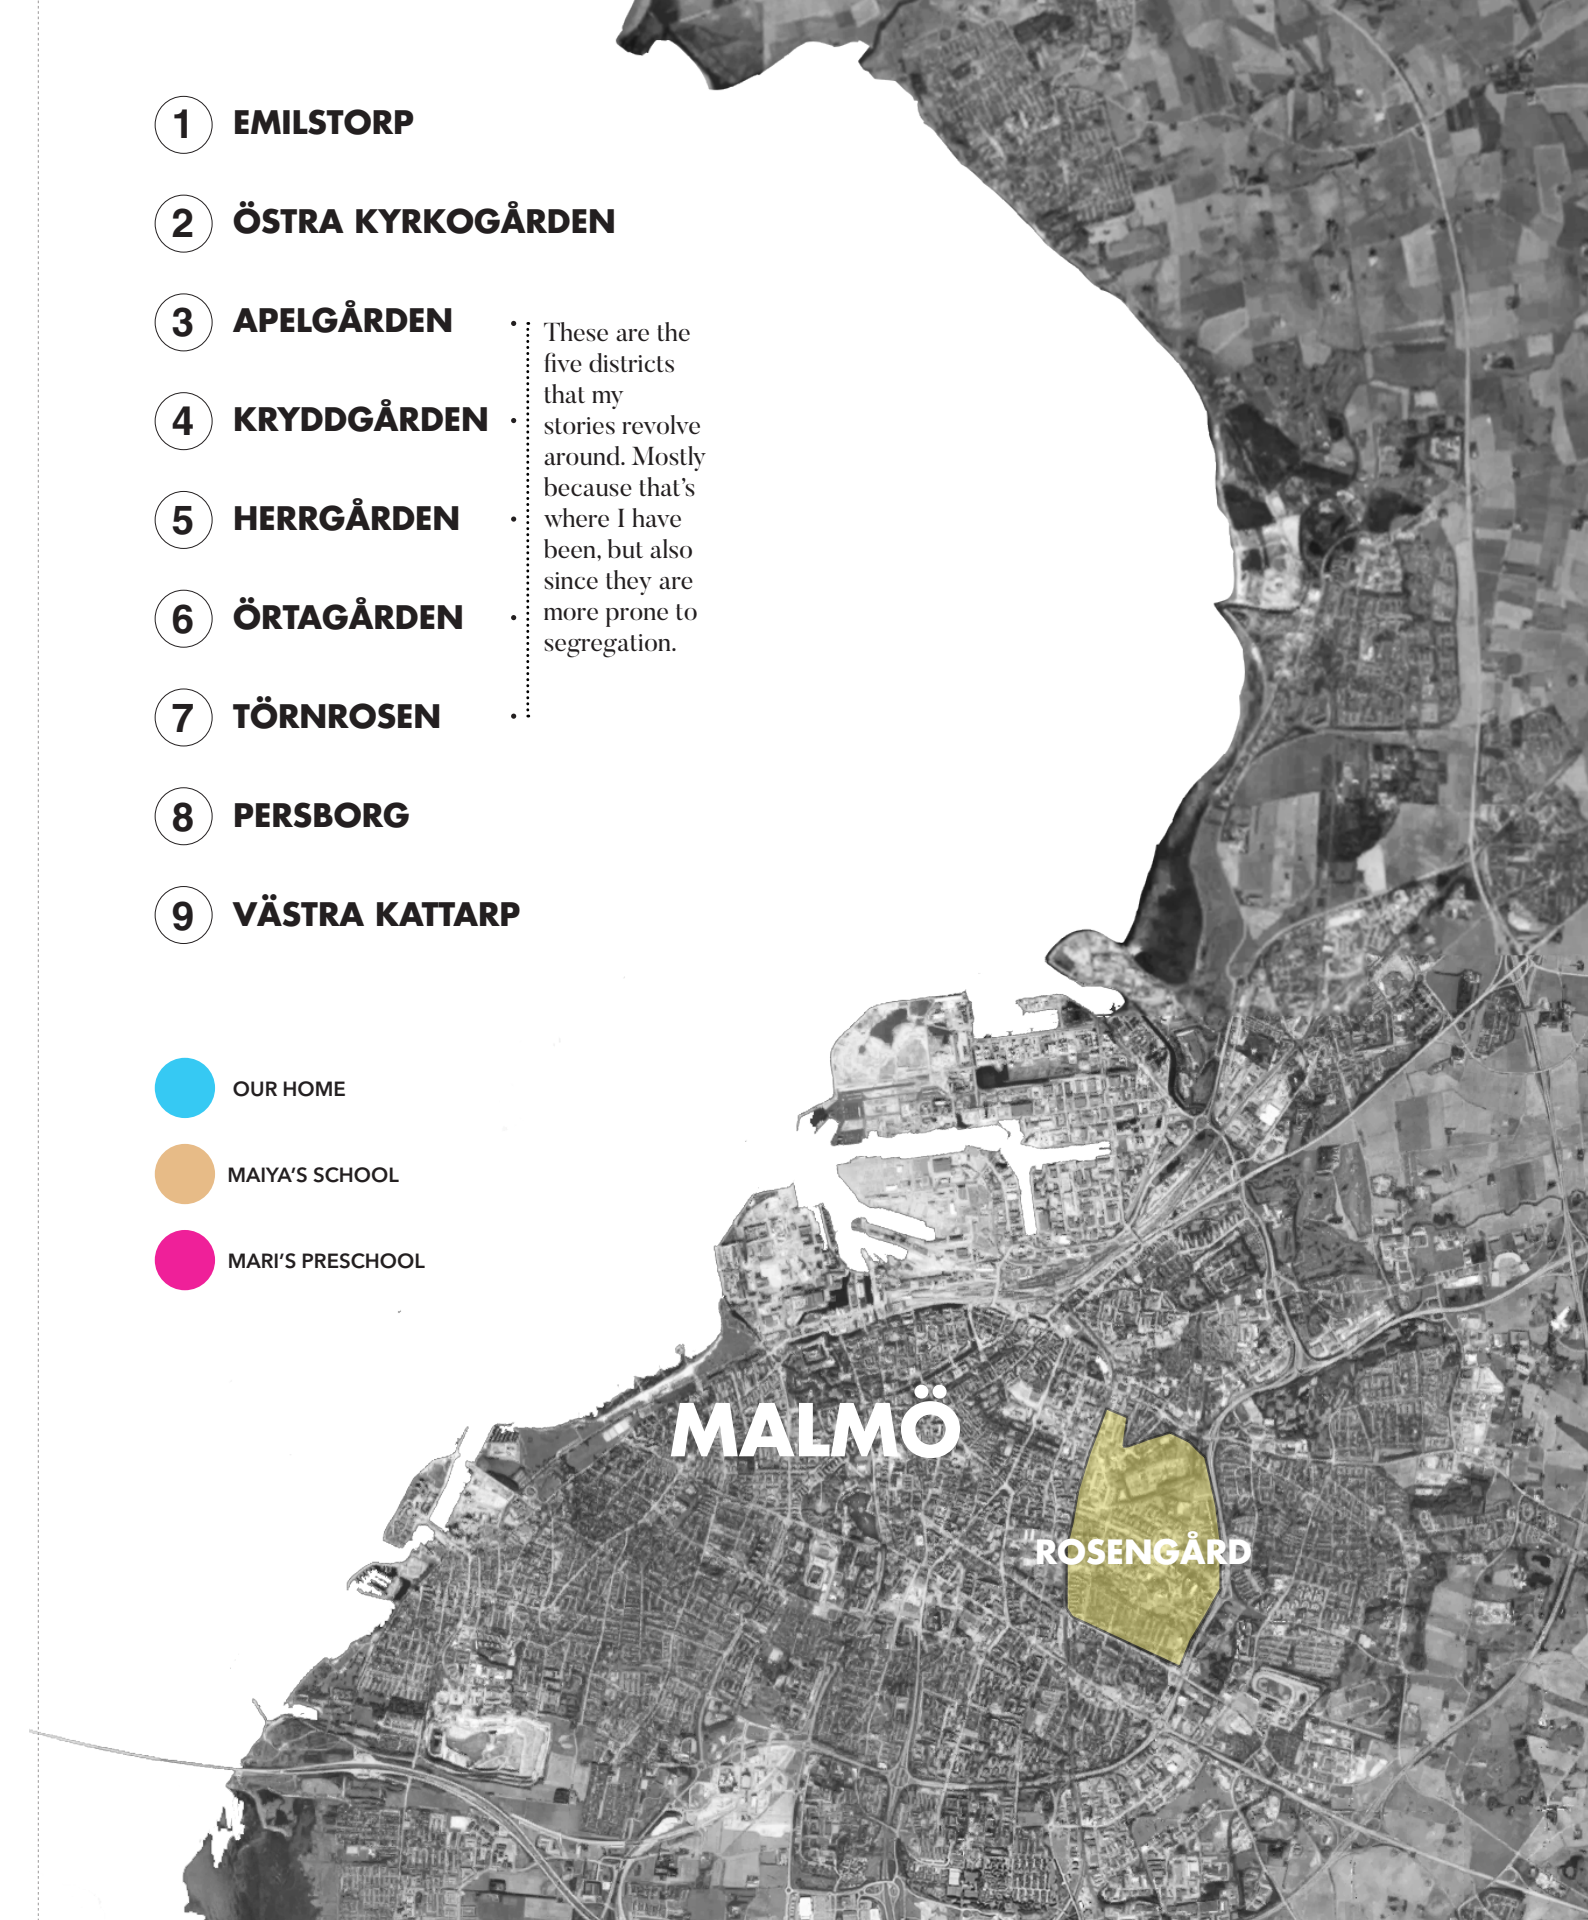 1 EMILSTORP
2 ÖSTRA KYRKOGÅRDEN
3 APELGÅRDEN
4 KRYDDGÅRDEN
5 HERRGÅRDEN
6 ÖRTAGÅRDEN
7 TÖRNROSEN
8 PERSBORG
9 VÄSTRA KATTARP
These are the
five districts
that my
stories revolve
around. Mostly
because that’s
where I have
been, but also
since they are
more prone to
segregation.
OUR HOME
MAIYA’S SCHOOL
MARI’S PRESCHOOL
MALMÖ
ROSENGÅRD